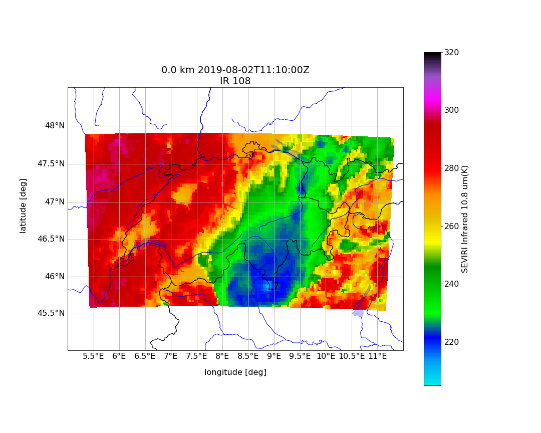 0.0 km 2019-08-02T11:10:00Z
IR 108
320
300
280
260
240
220
SEVIRI Infrared 10.8 um(K)
48°N
47.5°N
47°N
46.5°N
46°N
45.5°N
latitude [deg]
5.5°E 6°E 6.5°E 7°E 7.5°E 8°E 8.5°E 9°E 9.5°E 10°E 10.5°E 11°E
longitude [deg]